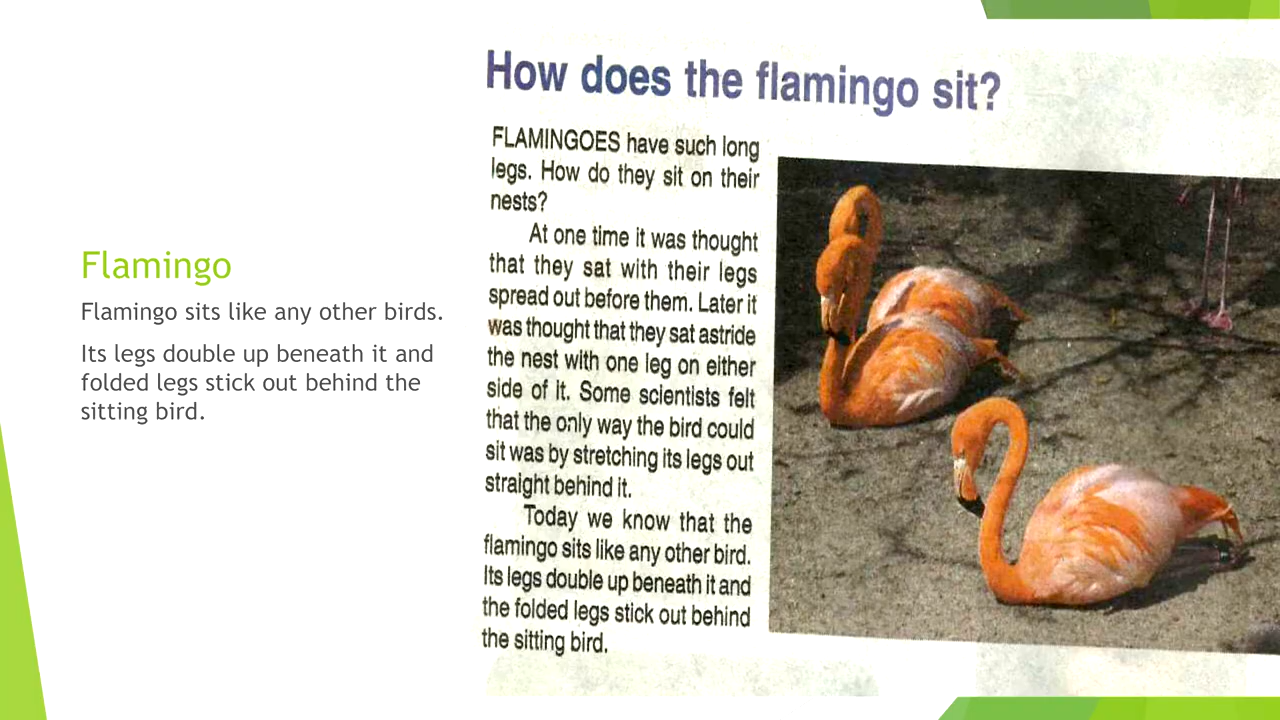 Flamingo
Flamingo sits like any other birds.
Its legs double up beneath it and
folded legs stick out behind the
sitting bird.
How does the flamingo sit?
FLAMINGOES have such long
legs. How do they sit on their
nests?
At one time it was thought
that they sat with their legs
spread out before them. Later it
was thought that they sat astride
the nest with one leg on either
side of it. Some scientists felt
that the only way the bird could
sit was by stretching its legs out
straight behind it.
Today we know that the
flamingo sits like any other bird.
Its legs double up beneath it and
the folded legs stick out behind
the sitting bird.